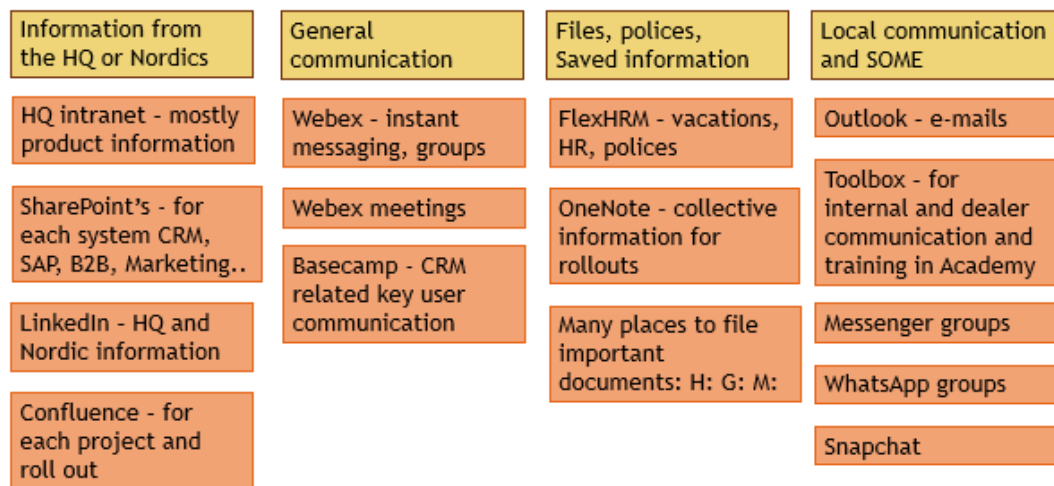 Information from
the HQ or Nordics
HQ intranet - mostly
product information
SharePoint's - for
each system CRM,
SAP, B2B, Marketing..
LinkedIn - HQ and
Nordic information
Confluence - for
each project and
roll out
General
communication
Webex - instant
messaging, groups
Webex meetings
Basecamp - CRM
related key user
communication
Files, polices,
Saved information
FlexHRM - vacations,
HR, polices
OneNote - collective
information for
rollouts
Many places to file
important
documents: H: G: M:
Local communication
and SOME
Outlook - e-mails
Toolbox - for
internal and dealer
communication and
training in Academy
Messenger groups
WhatsApp groups
Snapchat